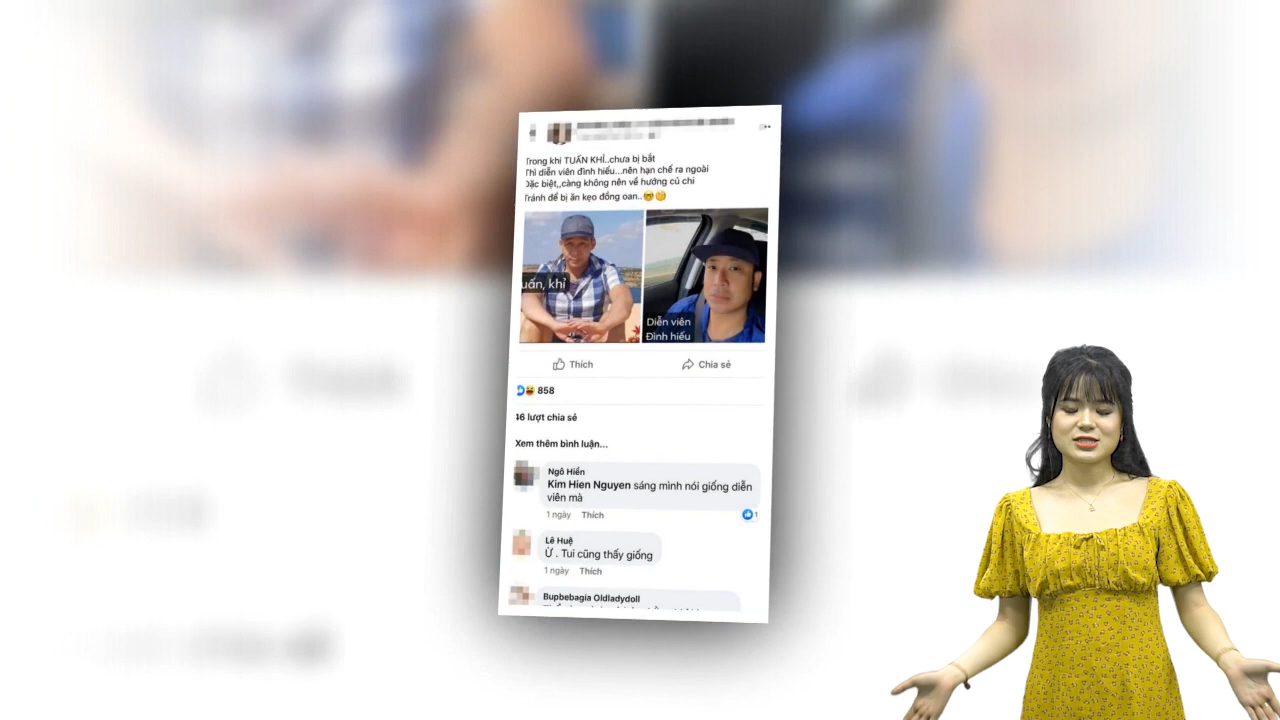 Trong khi TUẤN KHỈ..chưa bị bắt
Thì diễn viên đình hiếu...nên hạn chế ra ngoài
Đặc biệt,,càng không nên về hướng củ chi
Tránh để bị ăn kẹo đồng oan..🤓🧐
uấn, khỉ
Diễn viên
Đình hiếu
Thích
Chia sẻ
858
46 lượt chia sẻ
Xem thêm bình luận...
Ngô Hiền
Kim Hien Nguyen sáng mình nói giống diễn
viên mà
1 ngày Thích
1
Lê Huệ
Ừ . Tui cũng thấy giống
1 ngày Thích
Bupbebagia Oldladydoll